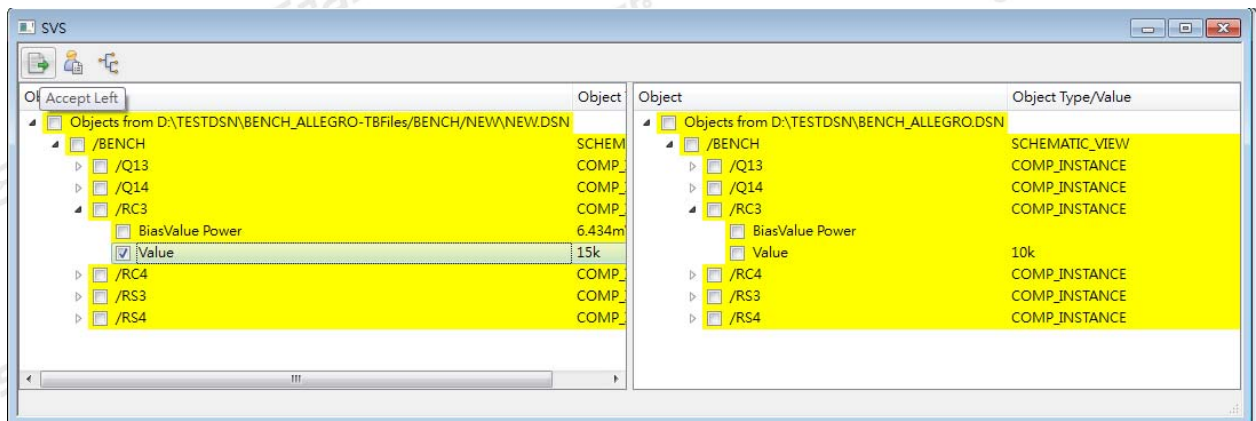 SVS
Accept Left
Object
Object
Object Type/Value
Objects from D:\TESTDSN\BENCH_ALLEGRO-TBFiles/BENCH/NEW\NEW.DSN
Objects from D:\TESTDSN\BENCH_ALLEGRO.DSN
/BENCH
SCHEM
/BENCH
SCHEMATIC_VIEW
/Q13
COMP_
/Q13
COMP_INSTANCE
/Q14
COMP_
/Q14
COMP_INSTANCE
/RC3
COMP_
/RC3
COMP_INSTANCE
BiasValue Power
6.434m
BiasValue Power
Value
15k
Value
10k
/RC4
COMP_
/RC4
COMP_INSTANCE
/RS3
COMP_
/RS3
COMP_INSTANCE
/RS4
COMP_
/RS4
COMP_INSTANCE